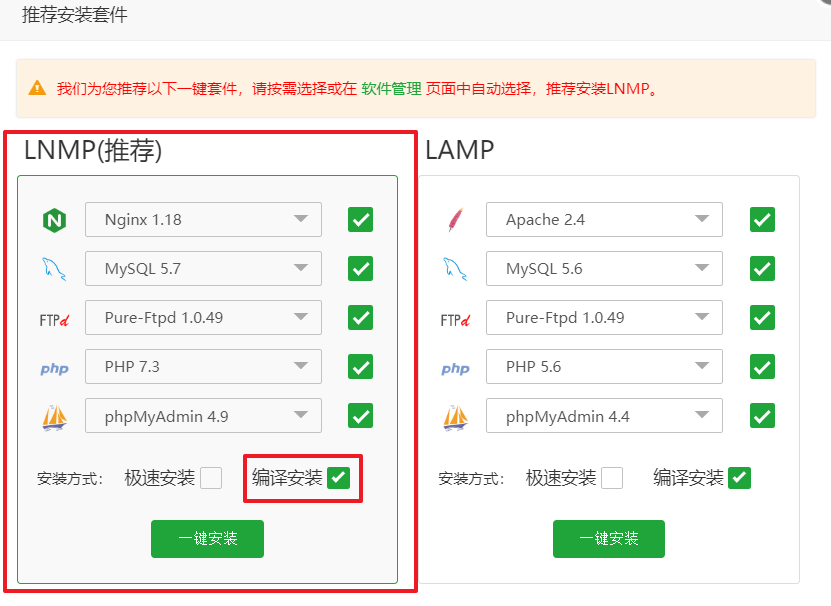 推荐安装套件
我们为您推荐以下一键套件，请按需选择或在 软件管理 页面中自动选择，推荐安装LNMP。
LNMP(推荐)
Nginx 1.18
MySQL 5.7
FTPd
Pure-Ftpd 1.0.49
php
PHP 7.3
phpMyAdmin 4.9
安装方式： 极速安装 编译安装
一键安装
LAMP
Apache 2.4
MySQL 5.6
FTPd
Pure-Ftpd 1.0.49
php
PHP 5.6
phpMyAdmin 4.4
安装方式： 极速安装 编译安装
一键安装